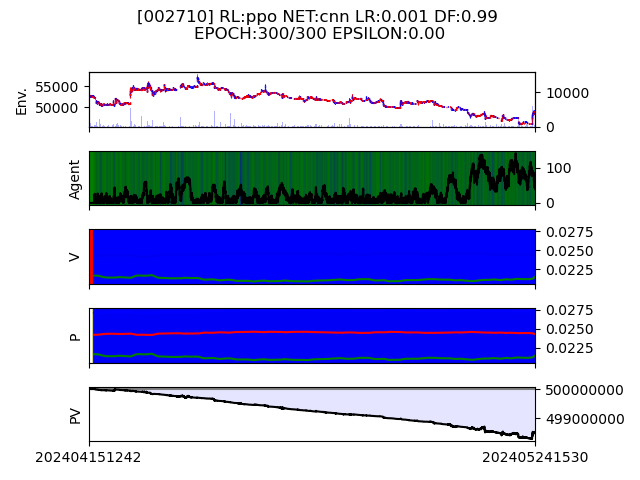 [002710] RL:ppo NET:cnn LR:0.001 DF:0.99
EPOCH:300/300 EPSILON:0.00
Env.
55000
50000
10000
0
Agent
100
0
V
0.0275
0.0250
0.0225
P
0.0275
0.0250
0.0225
PV
500000000
499000000
202404151242
202405241530